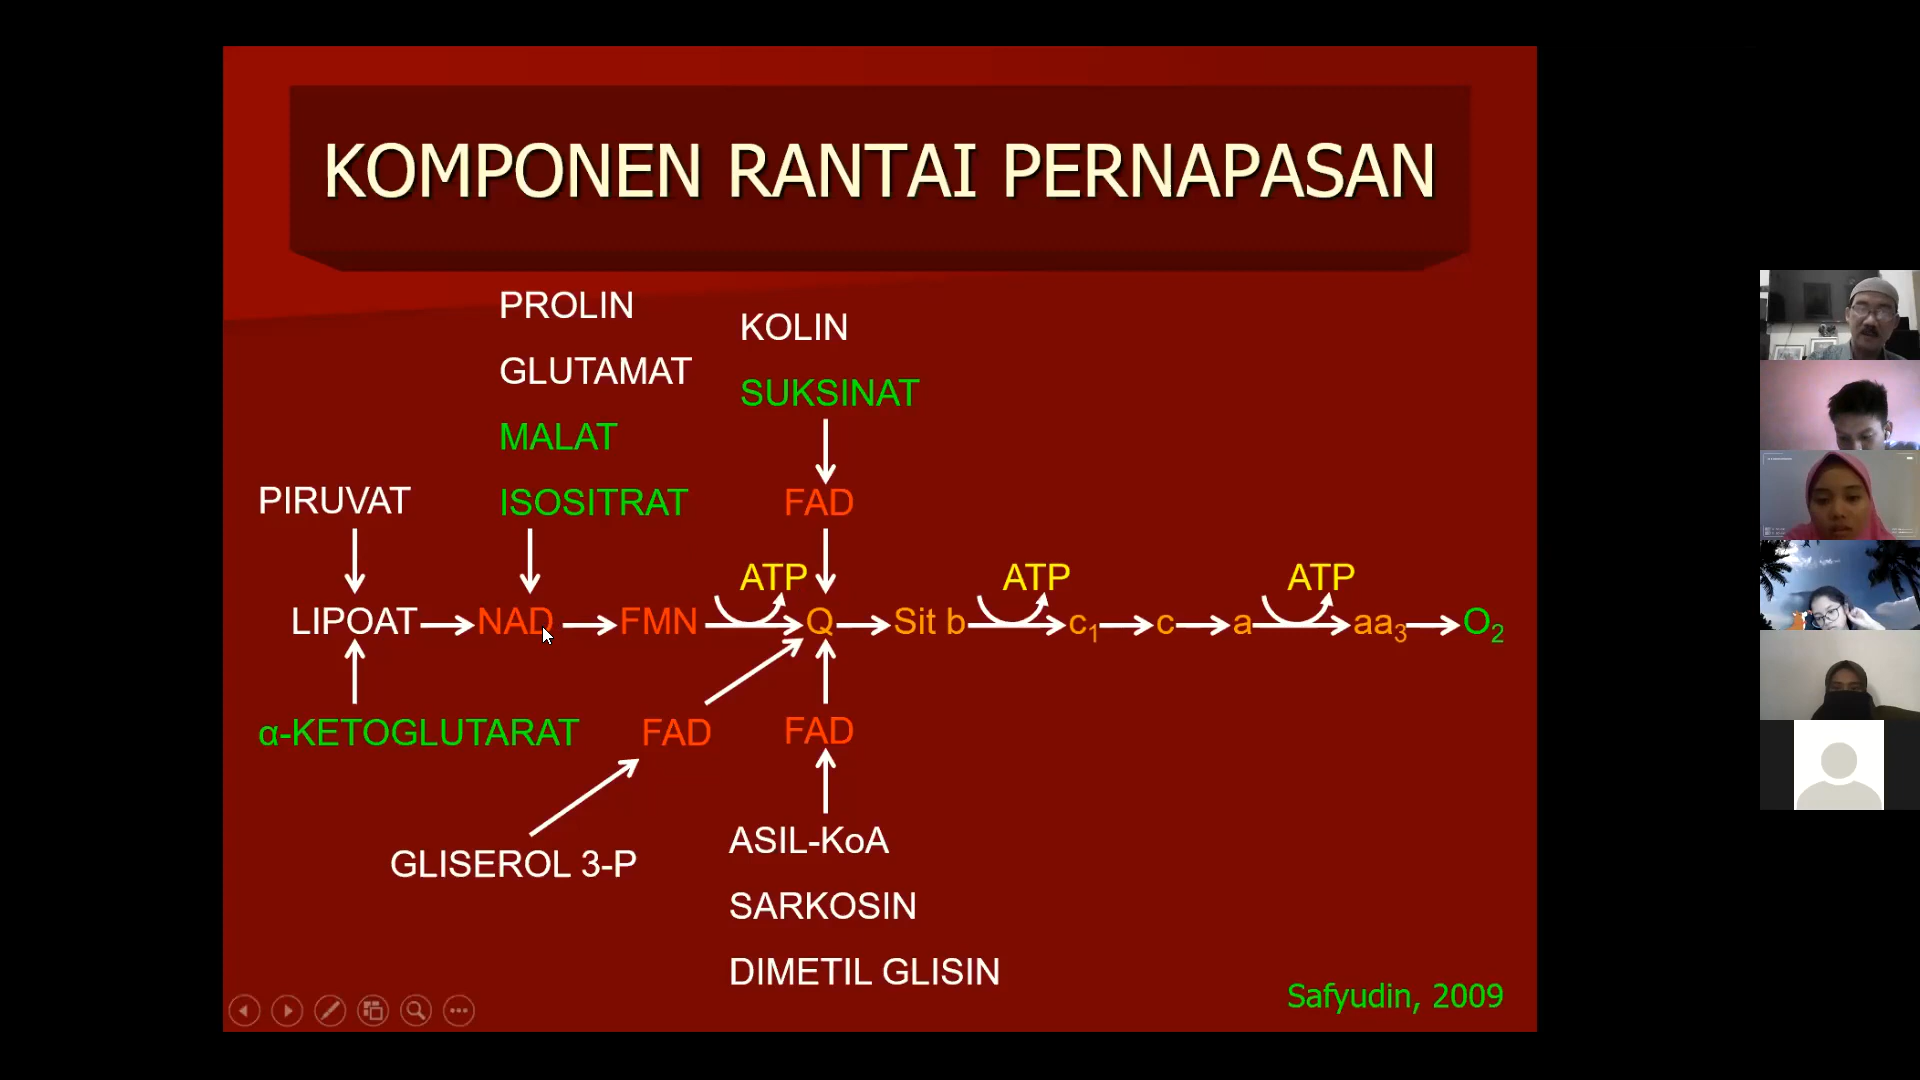 KOMPONEN RANTAI PERNAPASAN
PROLIN
KOLIN
GLUTAMAT
SUKSINAT
MALAT
PIRUVAT
ISOSITRAT
FAD
ATP ATP ATP
LIPOAT NAD FMN Q Sit b c₁ c a aa₃ O₂
α-KETOGLUTARAT FAD FAD
GLISEROL 3-P
ASIL-KoA
SARKOSIN
DIMETIL GLISIN
Safyudin, 2009